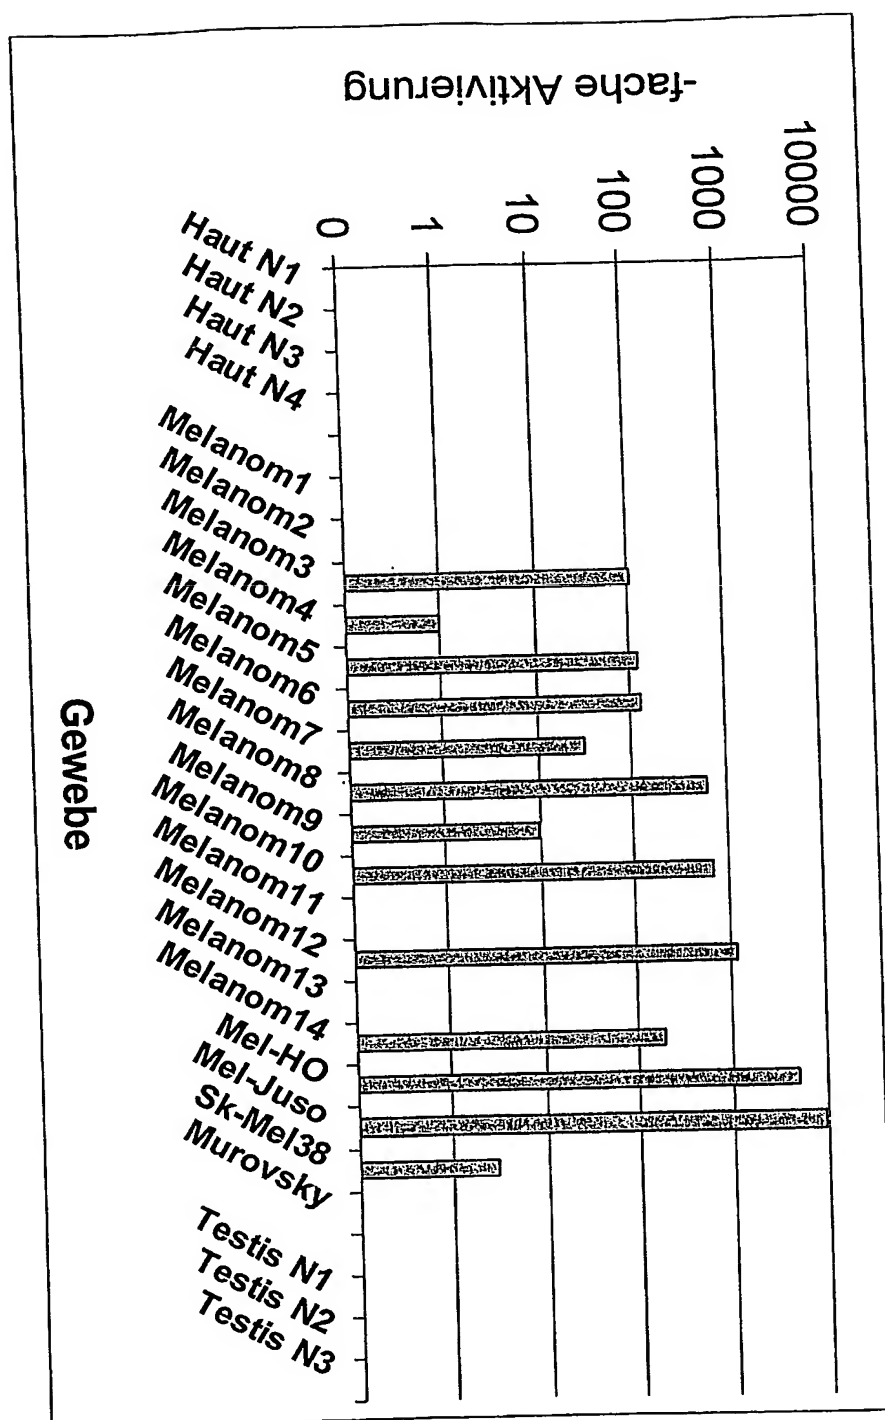 -fache Aktivierung
10000
1000
100
10
1
0
Haut N1
Haut N2
Haut N3
Haut N4
Melanom1
Melanom2
Melanom3
Melanom4
Melanom5
Melanom6
Melanom7
Melanom8
Melanom9
Melanom10
Melanom11
Melanom12
Melanom13
Melanom14
Mel-HO
Mel-Juso
Sk-Mel38
Murovsky
Testis N1
Testis N2
Testis N3
Gewebe